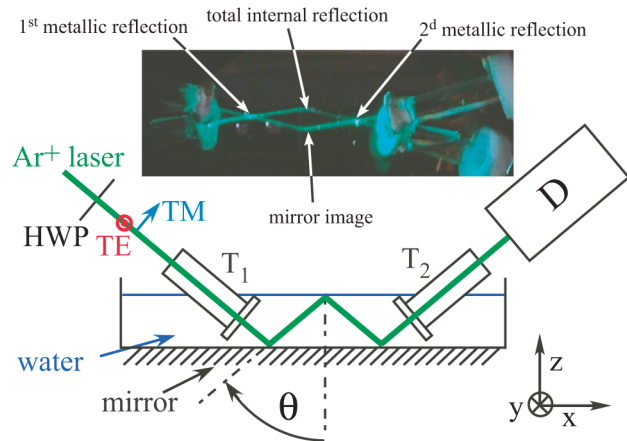 1st metallic reflection
total internal reflection
2d metallic reflection
mirror image
Ar+ laser
HWP
TE
TM
T1
T2
D
water
mirror
θ
z
y
x